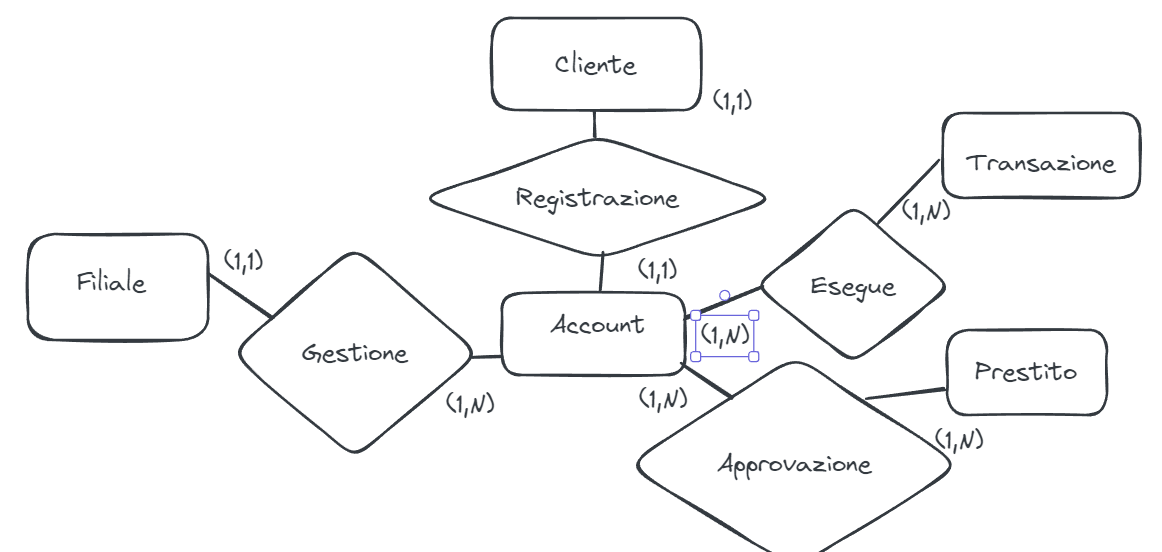 Cliente
(1,1)
Transazione
Registrazione
(1,N)
(1,1)
(1,1)
Filiale
Esegue
Account
(1,N)
Gestione
Prestito
(1,N)
(1,N)
(1,N)
Approvazione